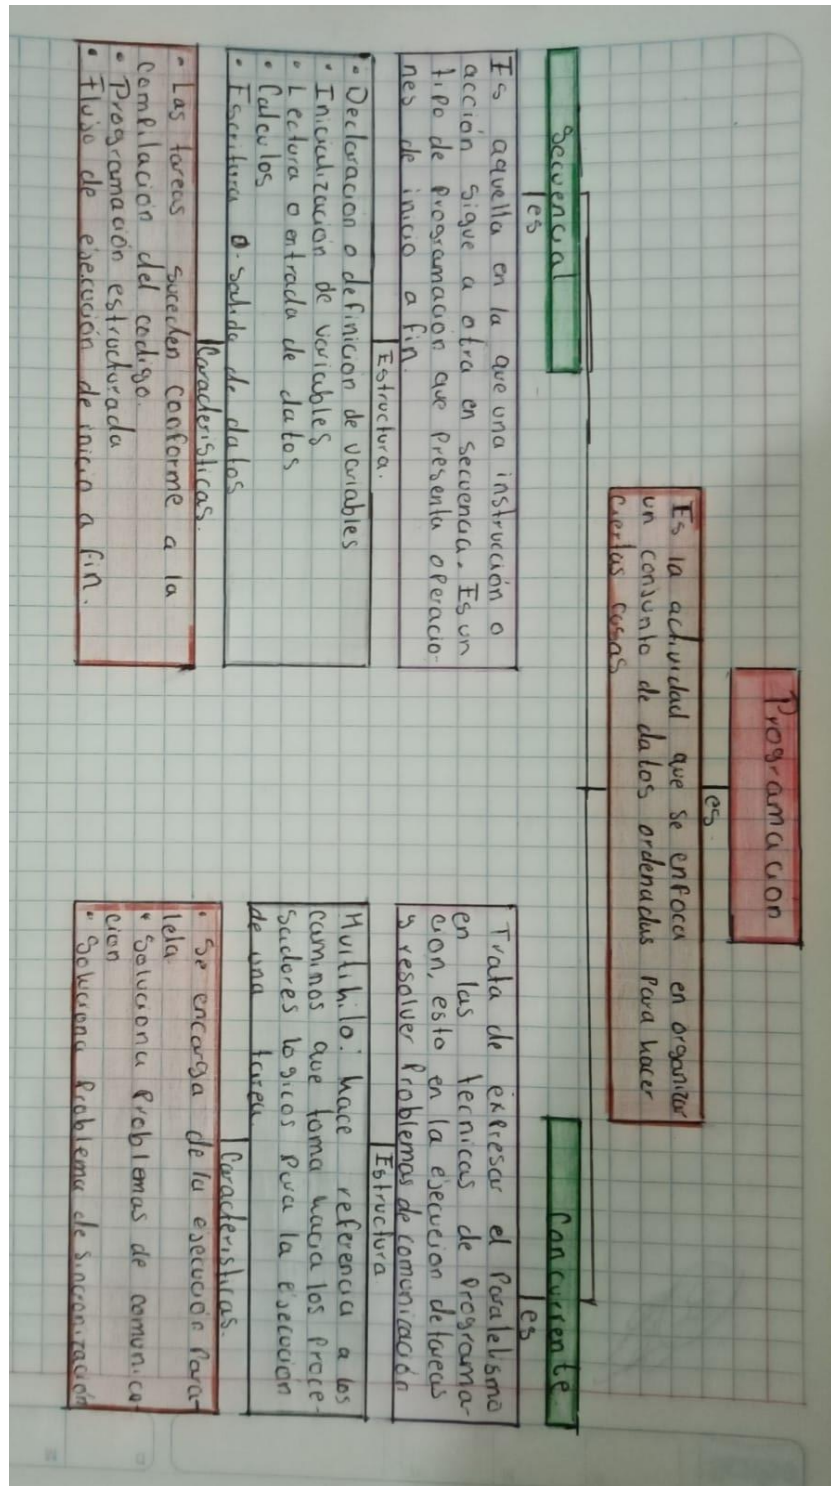 Programacion
es
Es la actividad que se enfoca en organizar
un conjunto de datos ordenados para hacer
ciertas cosas
Secuencial
es
Es aquella en la que una instrucción o
acción sigue a otra en secuencia. Es un
tipo de programación que presenta operacio-
nes de inicio a fin.
Estructura.
• Declaracion o definicion de variables
• Inicialización de variables
• Lectura o entrada de datos
• Calculos
• Escritura o salida de datos
Caracteristicas.
• Las tareas suceden conforme a la
compilación del codigo.
• Programación estructurada
• Flujo de ejecución de inicio a fin.
Concurrente
es
Trata de expresar el paralelismo
en las tecnicas de programa-
cion, esto en la ejecucion de tareas
y resolver problemas de comunicación
Estructura
Multihilo: hace referencia a los
caminos que toma hacia los proce-
sadores logicos para la ejecucion
de una tarea
Caracteristicas.
• Se encarga de la ejecución para-
lela
• Soluciona problemas de comunica
cion
• Soluciona problema de sincronización